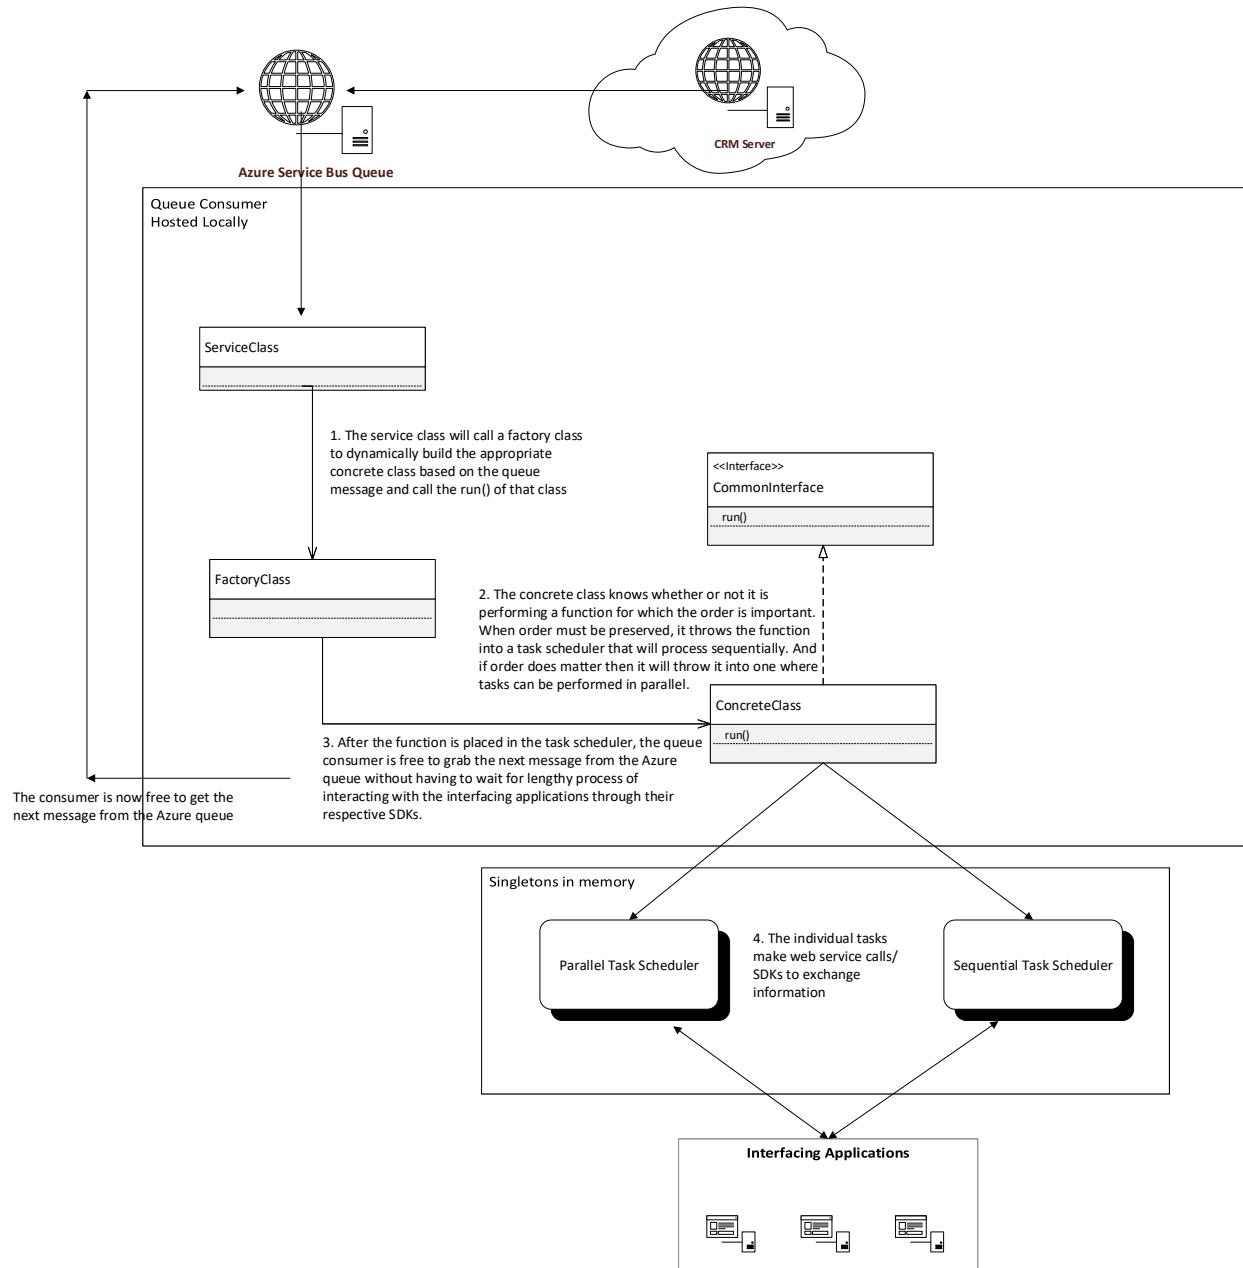 CRM Server
Azure Service Bus Queue
Queue Consumer
Hosted Locally
ServiceClass
1. The service class will call a factory class
to dynamically build the appropriate
concrete class based on the queue
message and call the run() of that class
<<Interface>>
CommonInterface
run()
FactoryClass
2. The concrete class knows whether or not it is
performing a function for which the order is important.
When order must be preserved, it throws the function
into a task scheduler that will process sequentially. And
if order does matter then it will throw it into one where
tasks can be performed in parallel.
ConcreteClass
run()
3. After the function is placed in the task scheduler, the queue
consumer is free to grab the next message from the Azure
queue without having to wait for lengthy process of
interacting with the interfacing applications through their
respective SDKs.
The consumer is now free to get the
next message from the Azure queue
Singletons in memory
Parallel Task Scheduler
4. The individual tasks
make web service calls/
SDKs to exchange
information
Sequential Task Scheduler
Interfacing Applications